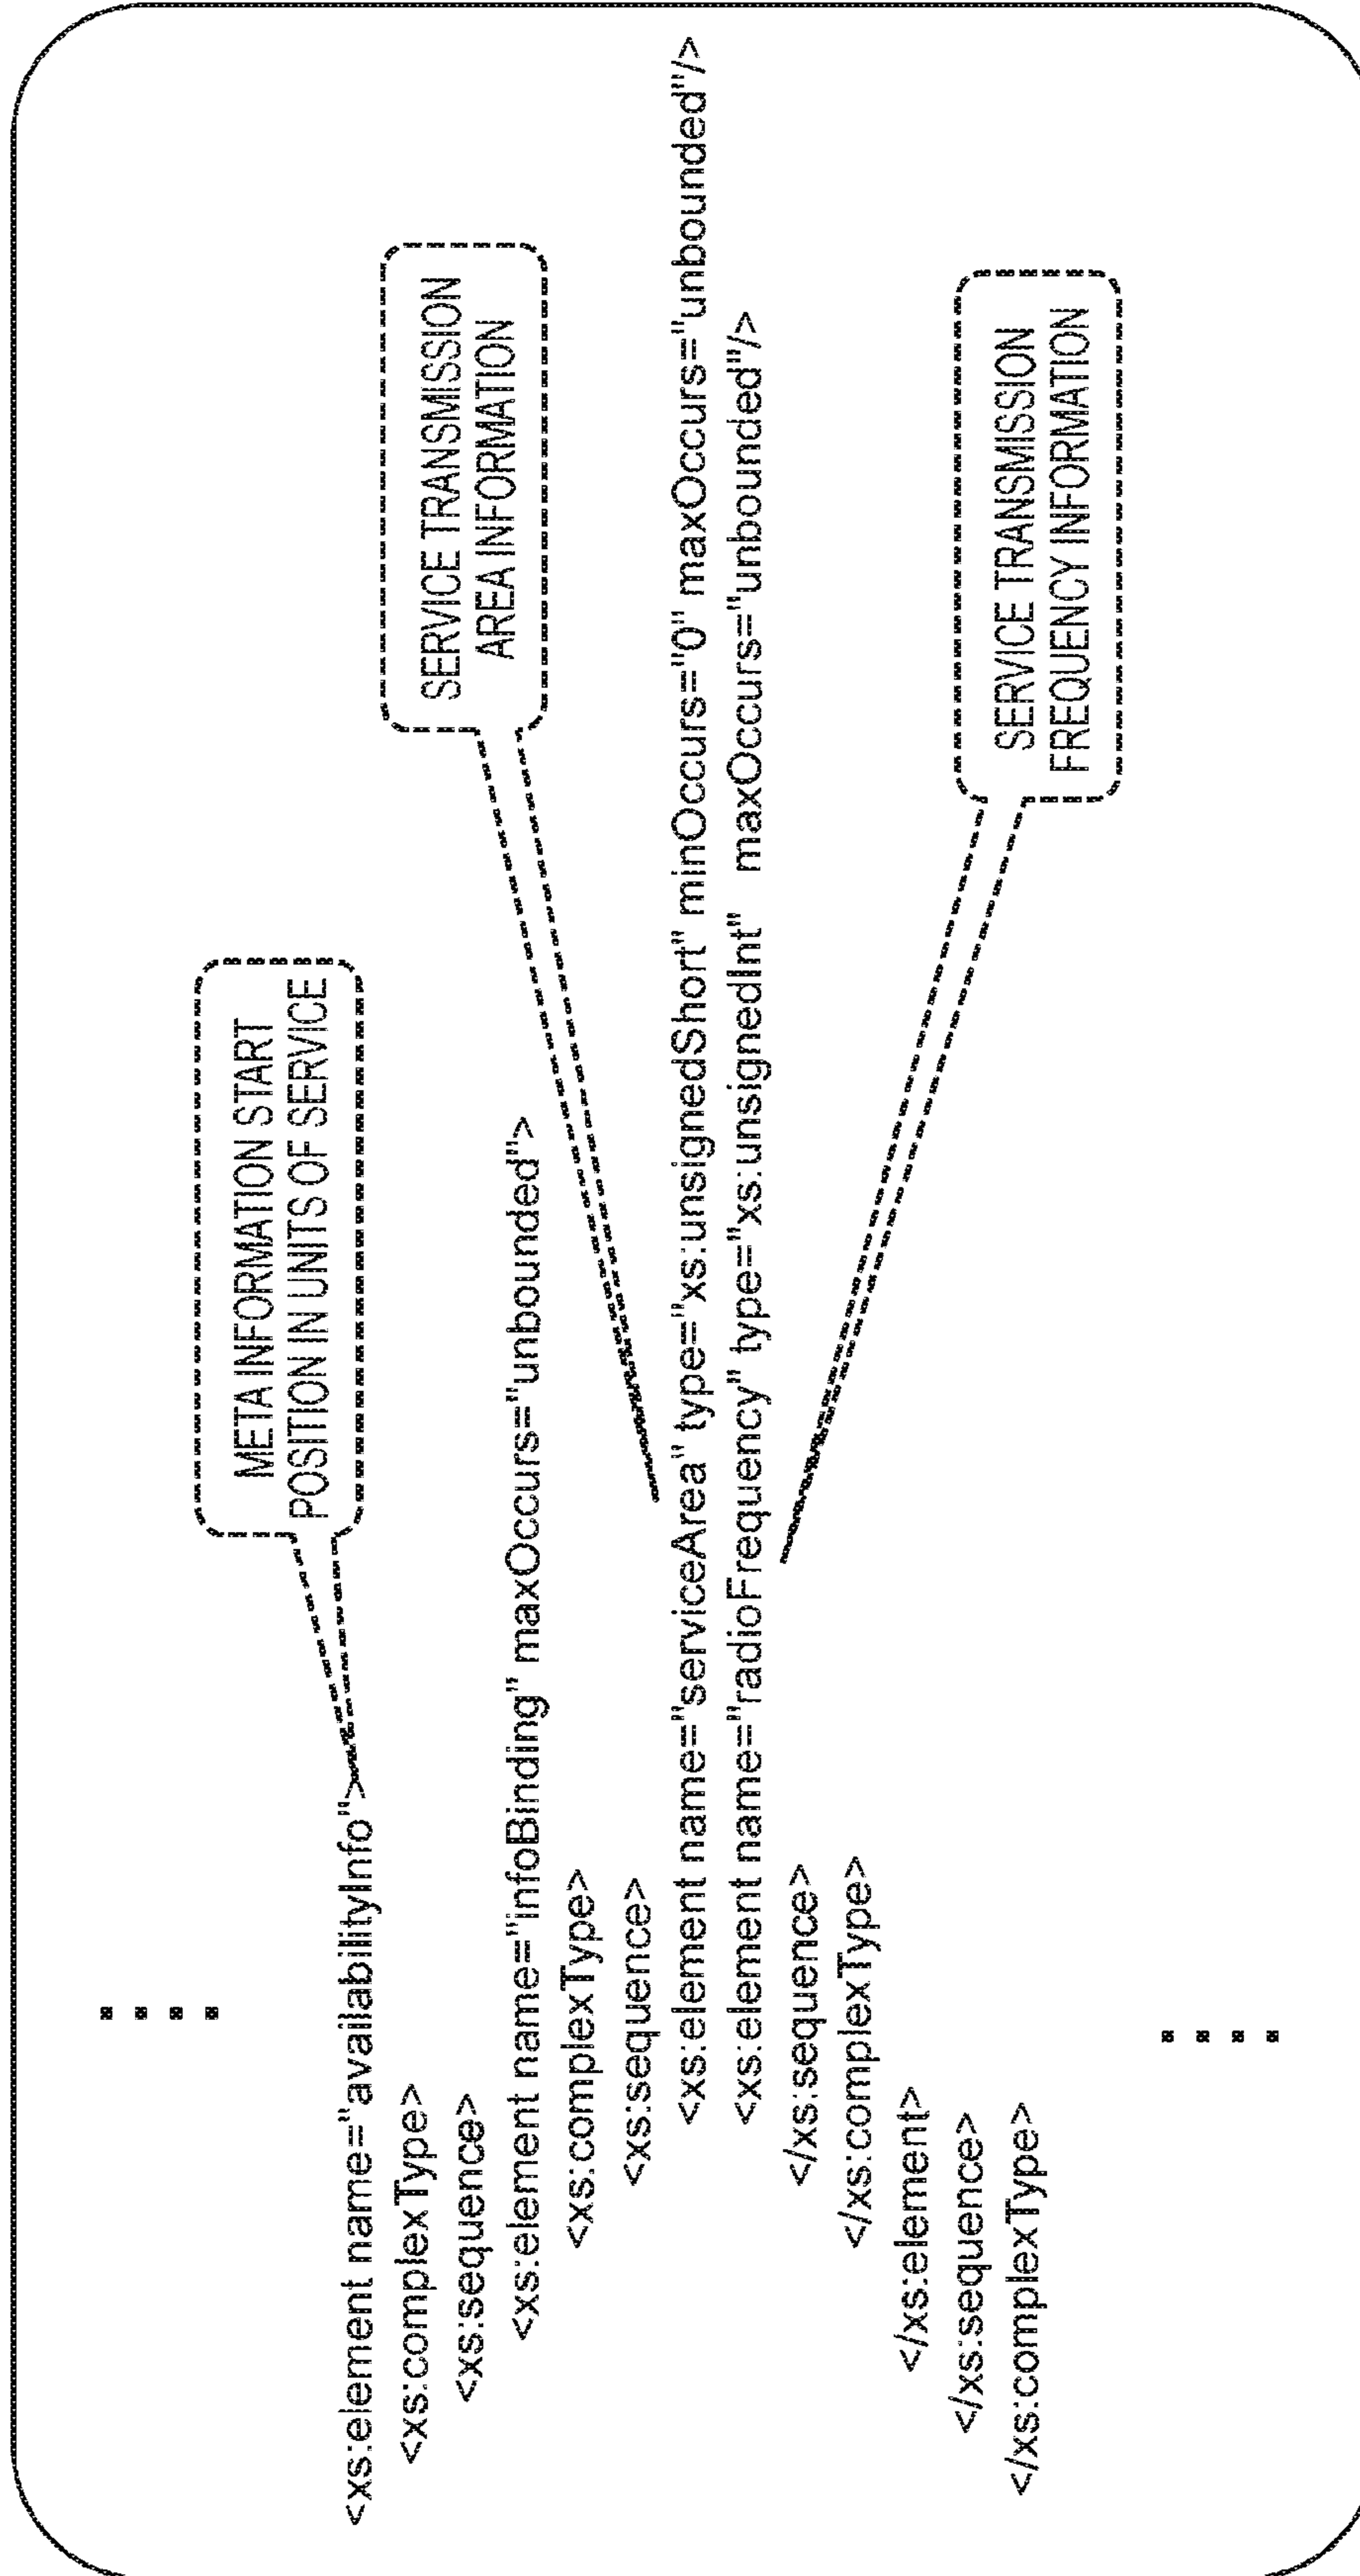 ....
META INFORMATION START
POSITION IN UNITS OF SERVICE
<xs:element name="availabilityInfo">
<xs:complexType>
<xs:sequence>
SERVICE TRANSMISSION
AREA INFORMATION
<xs:element name="infoBinding" maxOccurs="unbounded">
<xs:complexType>
<xs:sequence>
<xs:element name="serviceArea" type="xs:unsignedShort" minOccurs="0" maxOccurs="unbounded"/>
<xs:element name="radioFrequency" type="xs:unsignedInt" maxOccurs="unbounded"/>
</xs:sequence>
</xs:complexType>
</xs:element>
</xs:sequence>
</xs:complexType>
SERVICE TRANSMISSION
FREQUENCY INFORMATION
....